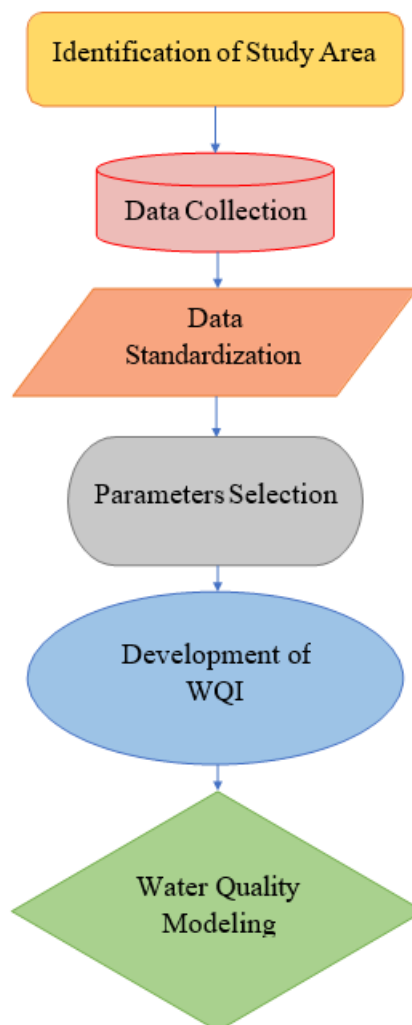 Identification of Study Area
Data Collection
Data
Standardization
Parameters Selection
Development of
WQI
Water Quality
Modeling